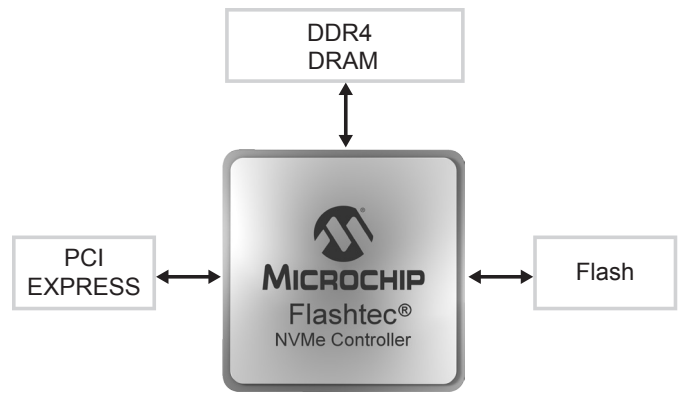 DDR4
DRAM
PCI
EXPRESS
MICROCHIP
Flashtec®
NVMe Controller
Flash